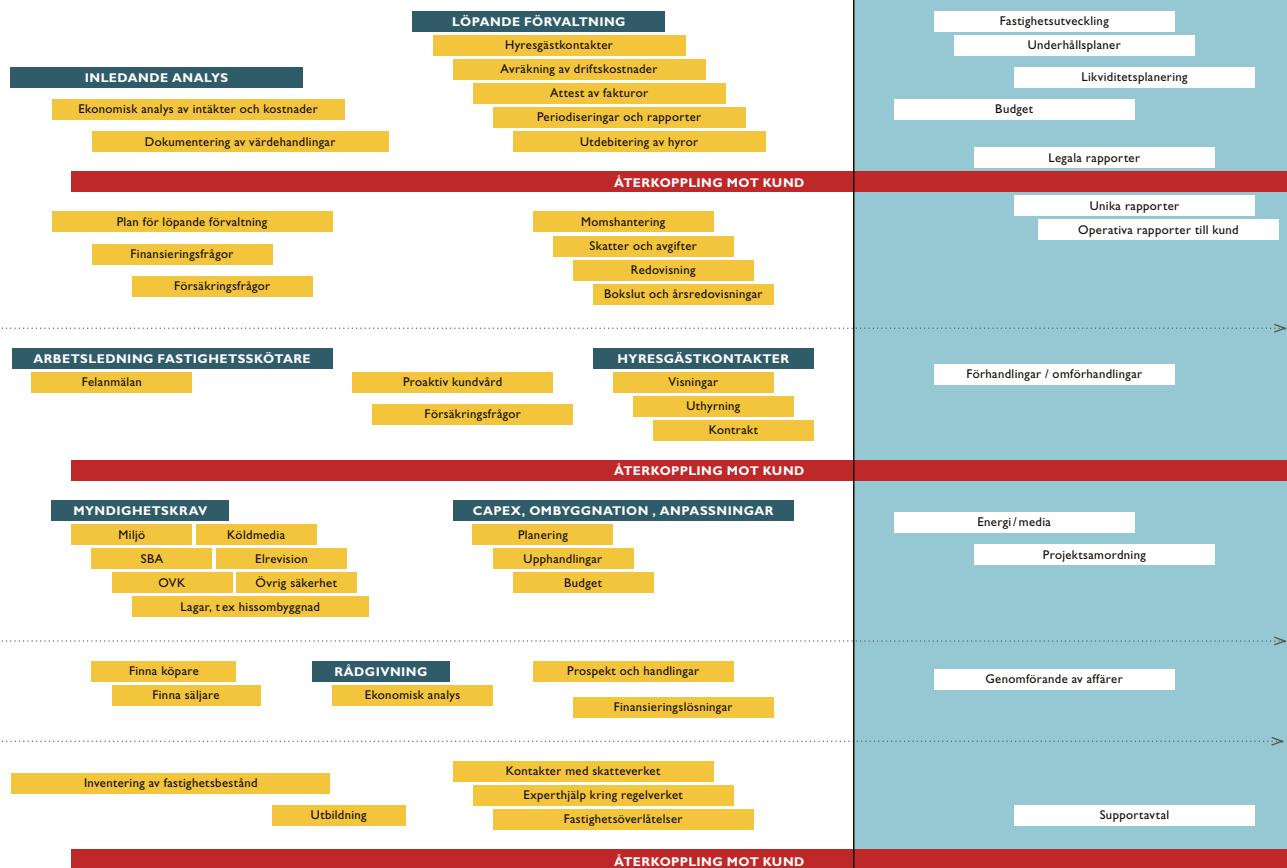 LÖPANDE FÖRVALTNING
Hyresgästkontakter
Avräkning av driftskostnader
Attest av fakturor
Periodiseringar och rapporter
Utdebitering av hyror
INLEDANDE ANALYS
Ekonomisk analys av intäkter och kostnader
Dokumentering av värdehandlingar
Fastighetsutveckling
Underhållsplaner
Likviditetsplanering
Budget
Legala rapporter
ÅTERKOPPLING MOT KUND
Plan för löpande förvaltning
Finansieringsfrågor
Försäkringsfrågor
Momshantering
Skatter och avgifter
Redovisning
Bokslut och årsredovisningar
Unika rapporter
Operativa rapporter till kund
ARBETSLEDNING FASTIGHETSSKÖTARE
Felanmälan
Proaktiv kundvård
Försäkringsfrågor
HYRESGÄSTKONTAKTER
Visningar
Uthyrning
Kontrakt
Förhandlingar / omförhandlingar
ÅTERKOPPLING MOT KUND
MYNDIGHETSKRAV
Miljö
Köldmedia
SBA
Elrevision
OVK
Övrig säkerhet
Lagar, t ex hissombyggnad
CAPEX, OMBYGGNATION , ANPASSNINGAR
Planering
Upphandlingar
Budget
Energi / media
Projektsamordning
Finna köpare
Finna säljare
RÅDGIVNING
Ekonomisk analys
Prospekt och handlingar
Finansieringslösningar
Genomförande av affärer
Inventering av fastighetsbestånd
Utbildning
Kontakter med skatteverket
Experthjälp kring regelverket
Fastighetsöverlåtelser
Supportavtal
ÅTERKOPPLING MOT KUND